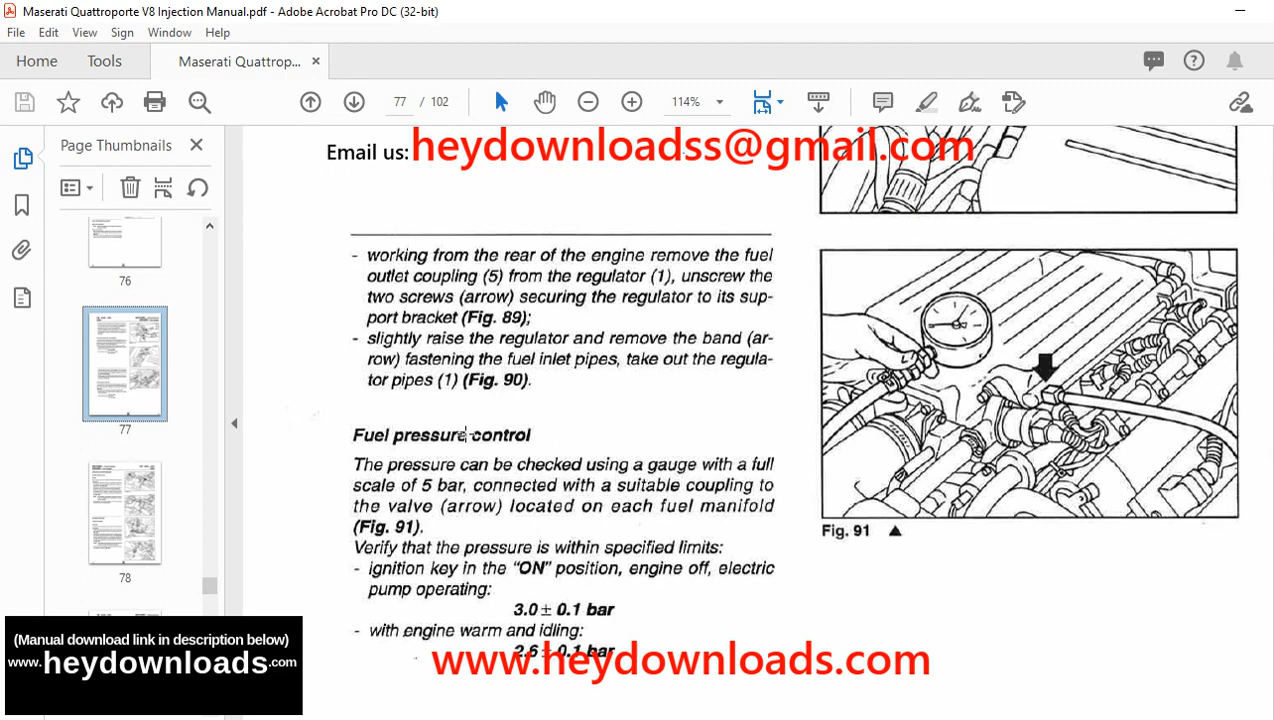 Maserati Quattroporte V8 Injection Manual.pdf - Adobe Acrobat Pro DC (32-bit)
File Edit View Sign Window Help
Home Tools Maserati Quattrop... ×
77 / 102 114%
Page Thumbnails
76
77
78
Email us: heydownloadss@gmail.com
- working from the rear of the engine remove the fuel
outlet coupling (5) from the regulator (1), unscrew the
two screws (arrow) securing the regulator to its sup-
port bracket (Fig. 89);
- slightly raise the regulator and remove the band (ar-
row) fastening the fuel inlet pipes, take out the regula-
tor pipes (1) (Fig. 90).
Fuel pressure control
The pressure can be checked using a gauge with a full
scale of 5 bar, connected with a suitable coupling to
the valve (arrow) located on each fuel manifold
(Fig. 91).
Verify that the pressure is within specified limits:
- ignition key in the “ON” position, engine off, electric
pump operating:
3.0 ± 0.1 bar
- with engine warm and idling:
2.6 ± 0.1 bar
Fig. 91 ▲
www.heydownloads.com
(Manual download link in description below)
www.heydownloads.com